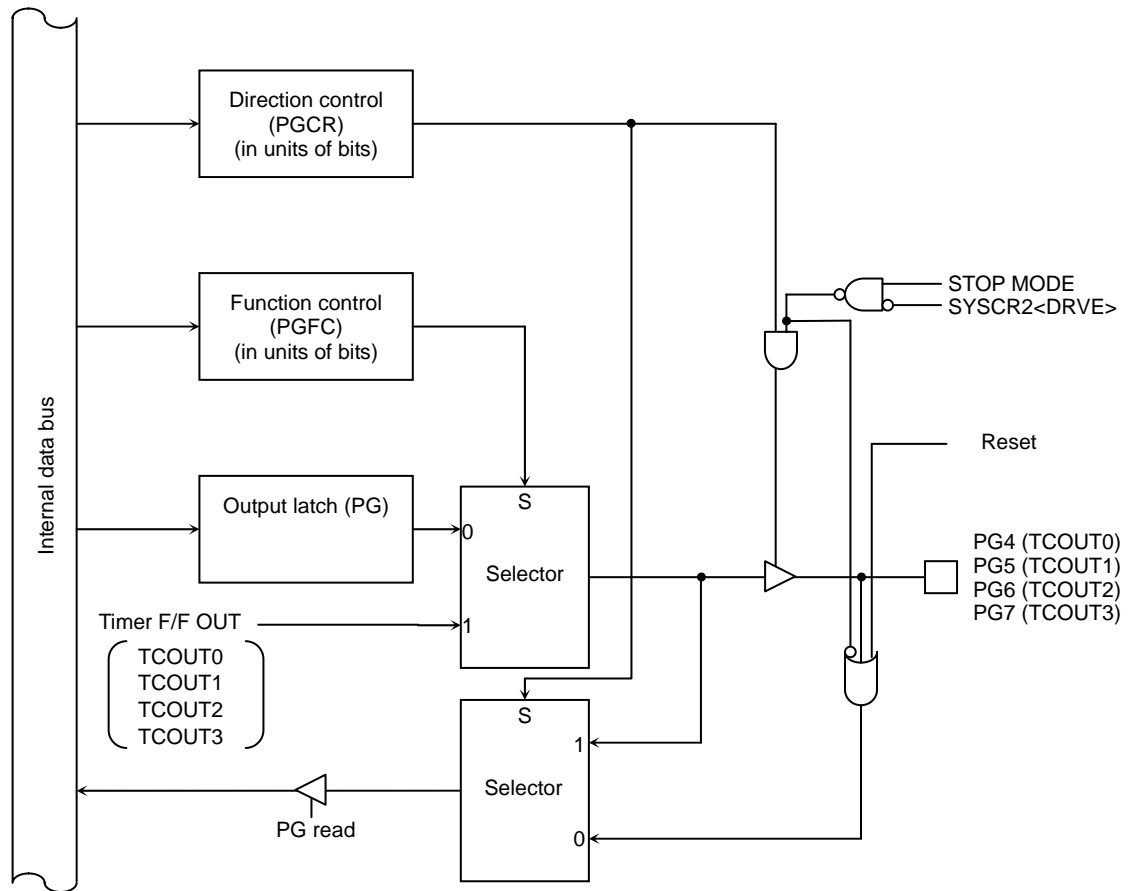 Direction control
(PGCR)
(in units of bits)
STOP MODE
SYSCR2<DRVE>
Function control
(PGFC)
(in units of bits)
Internal data bus
Reset
Output latch (PG)
S
0
Selector
1
PG4 (TCOUT0)
PG5 (TCOUT1)
PG6 (TCOUT2)
PG7 (TCOUT3)
Timer F/F OUT
TCOUT0
TCOUT1
TCOUT2
TCOUT3
S
1
Selector
0
PG read